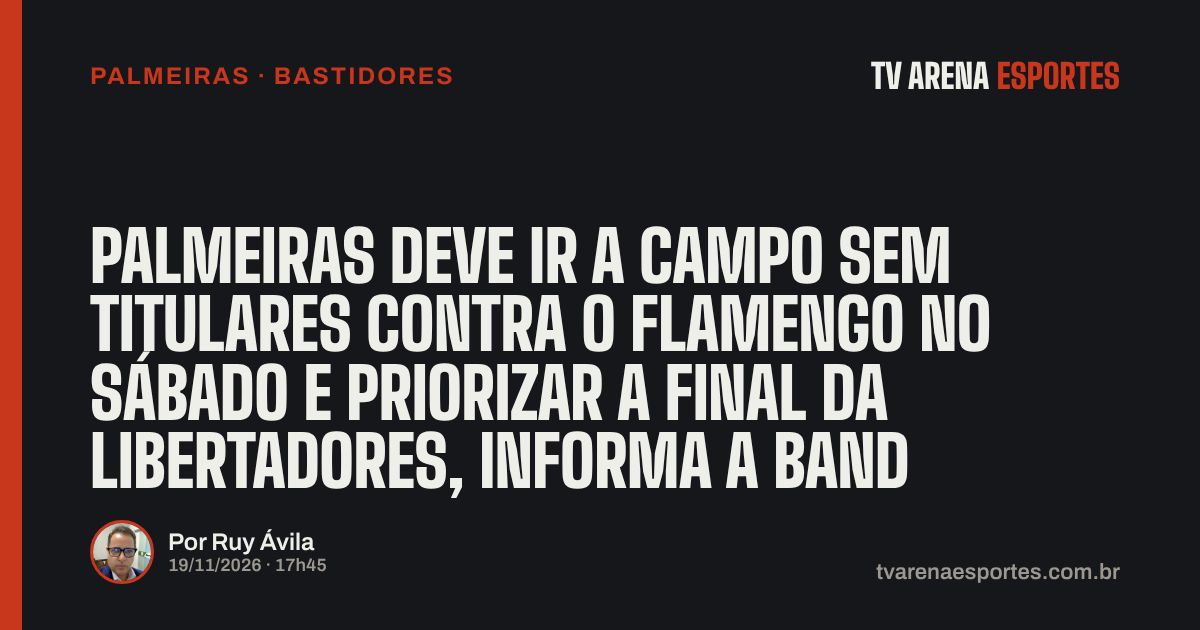 PALMEIRAS · BASTIDORES
TV ARENA ESPORTES
PALMEIRAS DEVE IR A CAMPO SEM
TITULARES CONTRA O FLAMENGO NO
SÁBADO E PRIORIZAR A FINAL DA
LIBERTADORES, INFORMA A BAND
Por Ruy Ávila
19/11/2026 · 17h45
tvarenaesportes.com.br